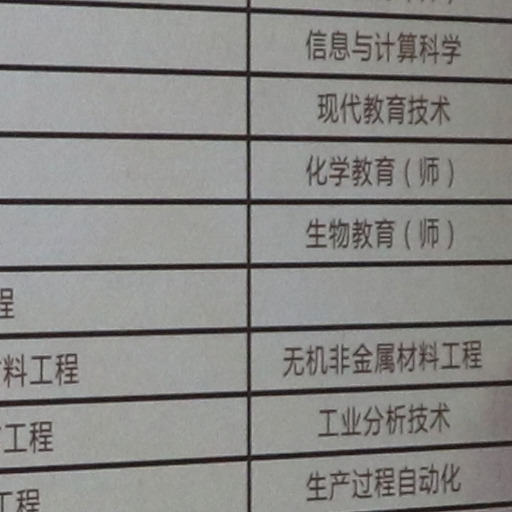 信息与计算科学
现代教育技术
化学教育（师）
生物教育（师）
程
料工程 无机非金属材料工程
工程 工业分析技术
工程 生产过程自动化